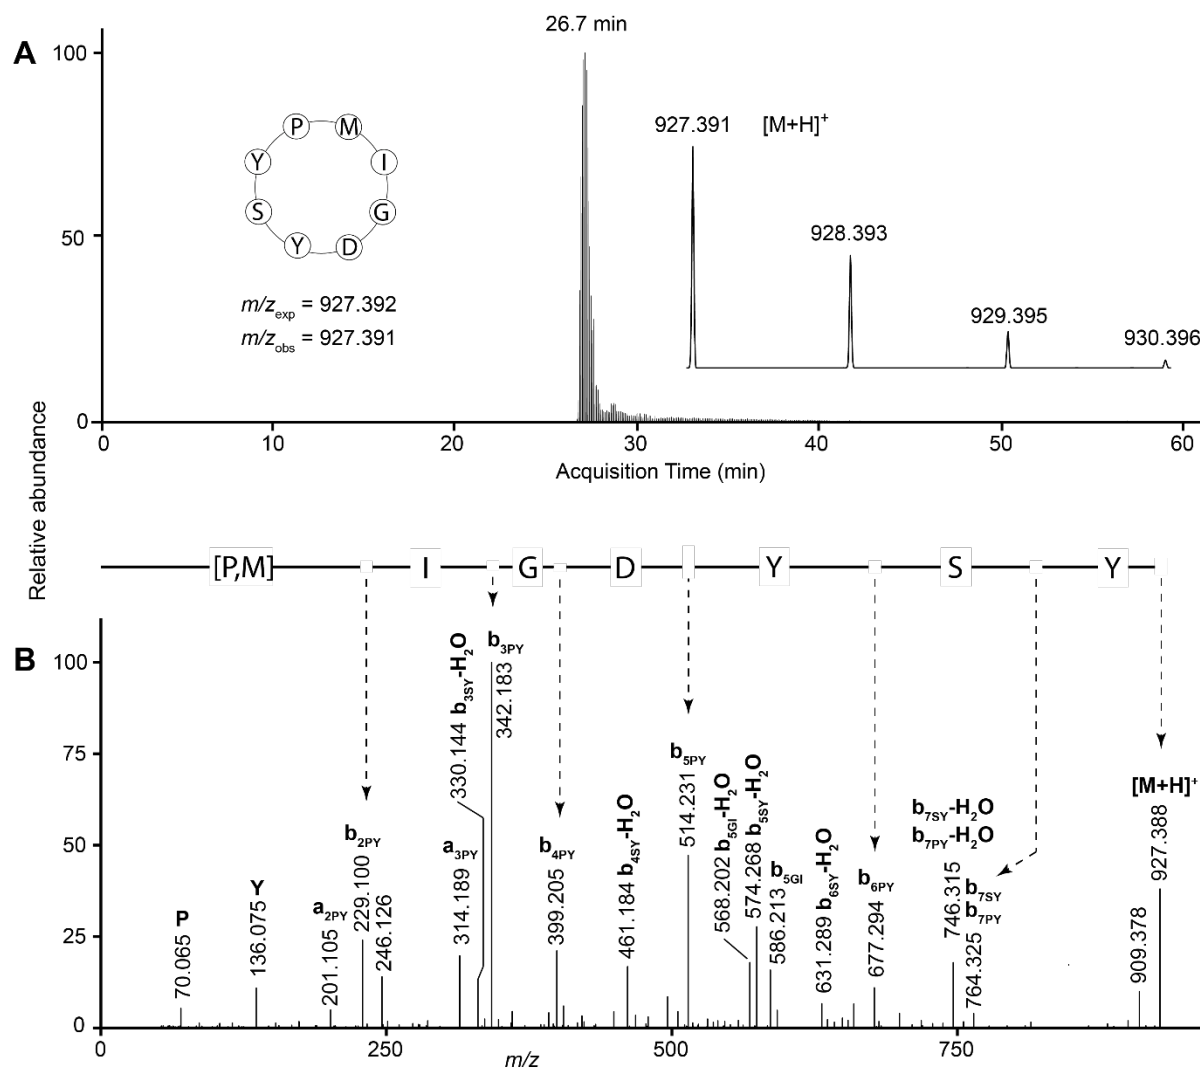 A
26.7 min
100
50
0
927.391 [M+H]+
928.393
929.395
930.396
P
M
I
G
D
Y
S
Y
m/zexp = 927.392
m/zobs = 927.391
0 10 20 30 40 50 60
Acquisition Time (min)
Relative abundance
[P,M] I G D Y S Y
B
100
75
50
25
0
P
70.065
Y
136.075
a2PY
201.105
b2PY
229.100
246.126
a3PY
314.189
330.144 b3SY-H2O
b3PY
342.183
b4PY
399.205
461.184 b4SY-H2O
b5PY
514.231
568.202 b5GI-H2O
574.268 b5SY-H2O
b5GI
586.213
631.289 b6SY-H2O
b6PY
677.294
b7SY-H2O
b7PY-H2O
746.315
b7SY
b7PY
764.325
909.378
[M+H]+
927.388
0 250 500 750
m/z